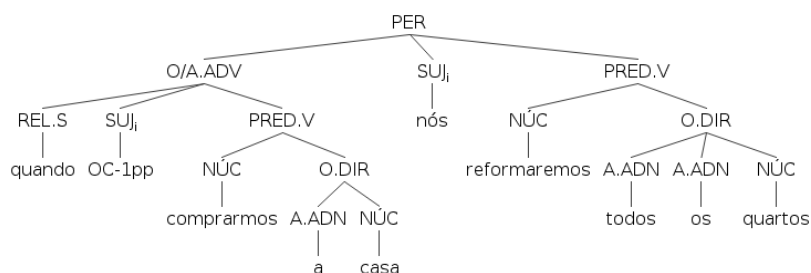 PER
O/A.ADV SUJi PRED.V
REL.S SUJi PRED.V nós NÚC O.DIR
quando OC-1pp NÚC O.DIR reformaremos A.ADN A.ADN NÚC
comprarmos A.ADN NÚC todos os quartos
a casa